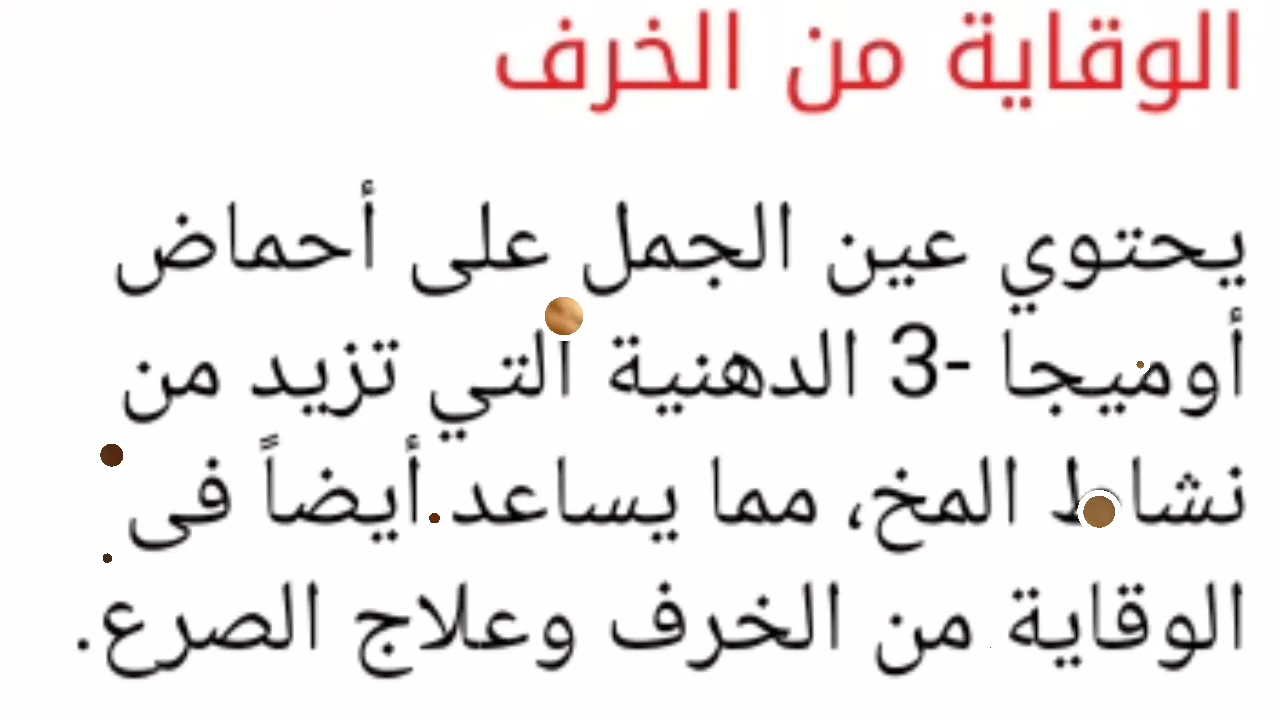 الوقاية من الخرف
يحتوي عين الجمل على أحماض
أوميجا -3 الدهنية التي تزيد من
نشاط المخ، مما يساعد أيضاً فى
الوقاية من الخرف وعلاج الصرع.